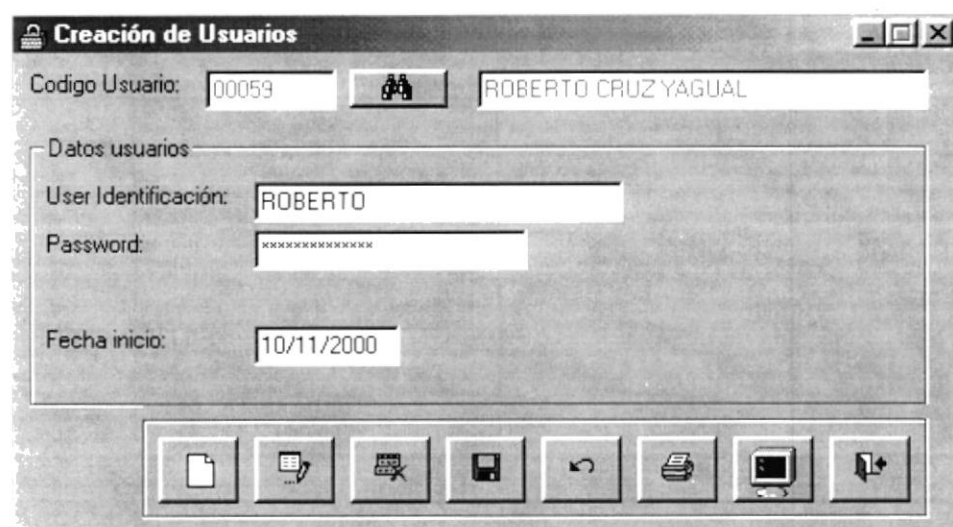 Creación de Usuarios
Codigo Usuario: 00059 ROBERTO CRUZ YAGUAL
Datos usuarios
User Identificación: ROBERTO
Password: xxxxxxxxxxxxxx
Fecha inicio: 10/11/2000